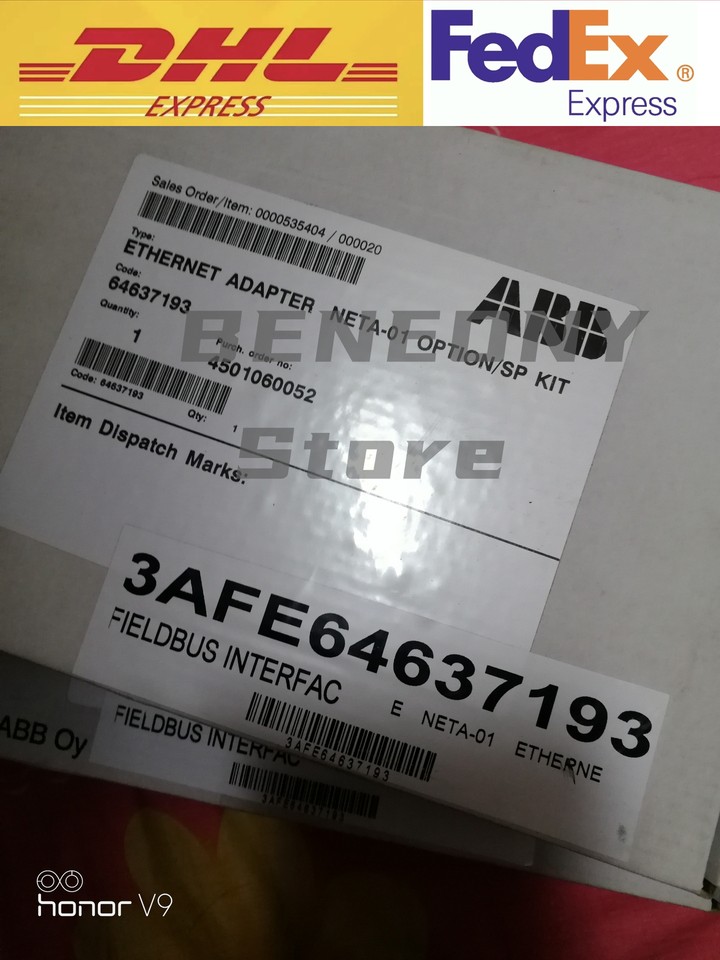 DHL
EXPRESS
FedEx®
Express
Sales Order/Item: 0000535404 / 000020
ABB
Type:
ETHERNET ADAPTER NETA-01 OPTION/SP KIT
Code:
64637193
Quantity:
1
Purch. order no:
4501060052
Code: 64637193
Qty: 1
Item Dispatch Marks:
BENEONY
Store
3AFE64637193
FIELDBUS INTERFAC E NETA-01 ETHERNE
3AFE64637193
ABB Oy
FIELDBUS INTERFAC
3AFE64637193
honor V9